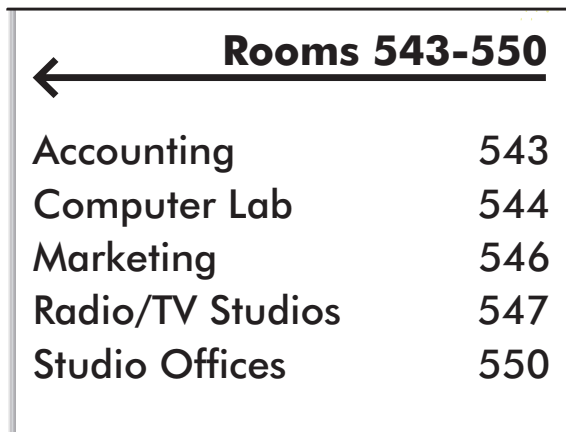 Rooms 543-550
Accounting 543
Computer Lab 544
Marketing 546
Radio/TV Studios 547
Studio Offices 550